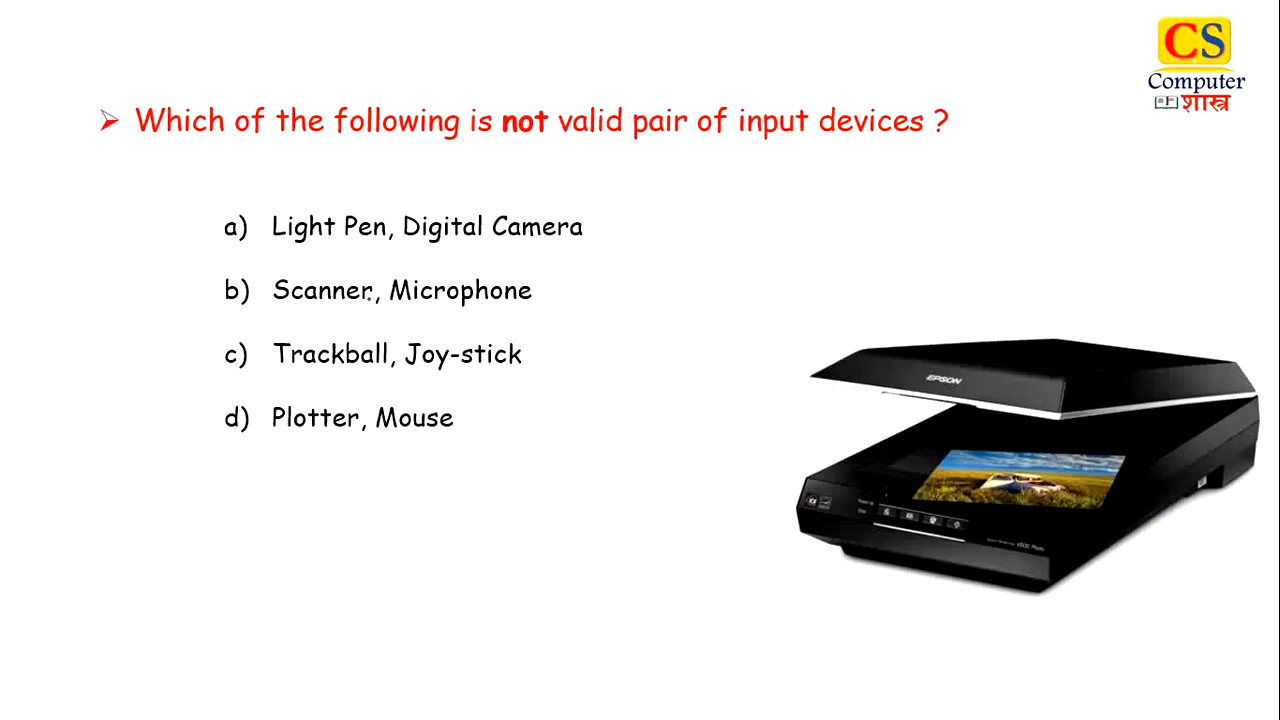 CS
Computer
शास्त्र
➢ Which of the following is not valid pair of input devices ?
a) Light Pen, Digital Camera
b) Scanner, Microphone
c) Trackball, Joy-stick
d) Plotter, Mouse
EPSON